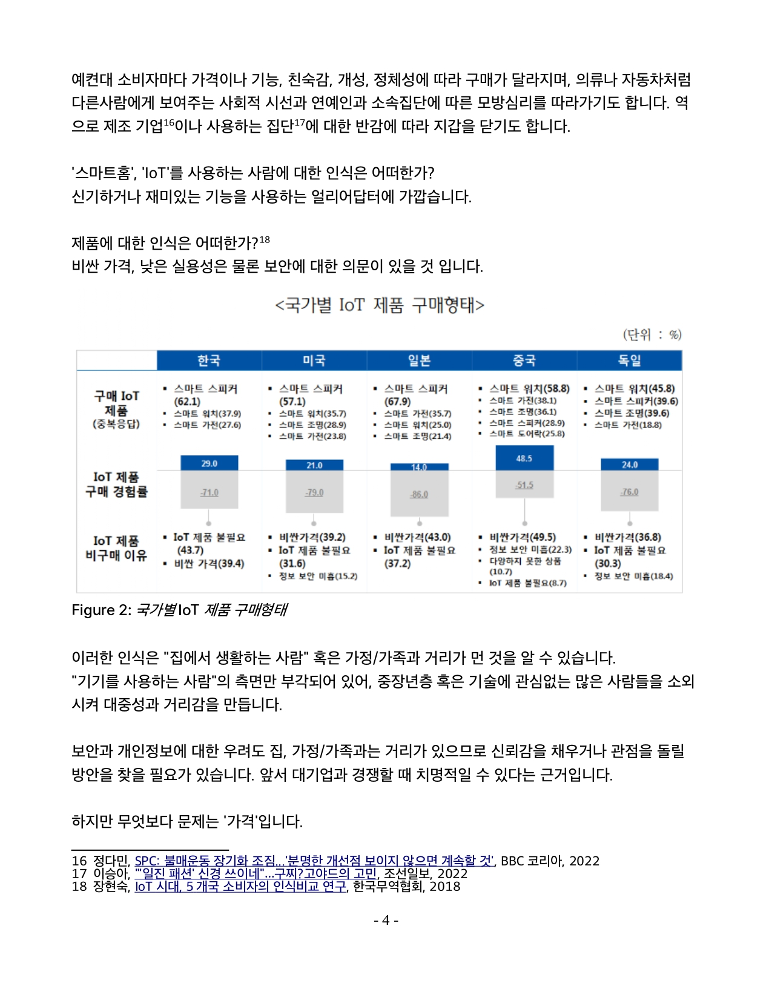 예켠대 소비자마다 가격이나 기능, 친숙감, 개성, 정체성에 따라 구매가 달라지며, 의류나 자동차처럼
다른사람에게 보여주는 사회적 시선과 연예인과 소속집단에 따른 모방심리를 따라가기도 합니다. 역
으로 제조 기업16이나 사용하는 집단17에 대한 반감에 따라 지갑을 닫기도 합니다.
'스마트홈', 'IoT'를 사용하는 사람에 대한 인식은 어떠한가?
신기하거나 재미있는 기능을 사용하는 얼리어답터에 가깝습니다.
제품에 대한 인식은 어떠한가?18
비싼 가격, 낮은 실용성은 물론 보안에 대한 의문이 있을 것 입니다.
<국가별 IoT 제품 구매형태>
(단위 : %)
한국 미국 일본 중국 독일
구매 IoT
제품
(중복응답)
▪ 스마트 스피커
(62.1)
▪ 스마트 워치(37.9)
▪ 스마트 가전(27.6)
▪ 스마트 스피커
(57.1)
▪ 스마트 워치(35.7)
▪ 스마트 조명(28.9)
▪ 스마트 가전(23.8)
▪ 스마트 스피커
(67.9)
▪ 스마트 가전(35.7)
▪ 스마트 워치(25.0)
▪ 스마트 조명(21.4)
▪ 스마트 워치(58.8)
▪ 스마트 가전(38.1)
▪ 스마트 조명(36.1)
▪ 스마트 스피커(28.9)
▪ 스마트 도어락(25.8)
▪ 스마트 워치(45.8)
▪ 스마트 스피커(39.6)
▪ 스마트 조명(39.6)
▪ 스마트 가전(18.8)
IoT 제품
구매 경험률
29.0 21.0 14.0 48.5 24.0
-71.0 -79.0 -86.0 -51.5 -76.0
IoT 제품
비구매 이유
▪ IoT 제품 불필요
(43.7)
▪ 비싼 가격(39.4)
▪ 비싼가격(39.2)
▪ IoT 제품 불필요
(31.6)
▪ 정보 보안 미흡(15.2)
▪ 비싼가격(43.0)
▪ IoT 제품 불필요
(37.2)
▪ 비싼가격(49.5)
▪ 정보 보안 미흡(22.3)
▪ 다양하지 못한 상품
(10.7)
▪ IoT 제품 불필요(8.7)
▪ 비싼가격(36.8)
▪ IoT 제품 불필요
(30.3)
▪ 정보 보안 미흡(18.4)
Figure 2: 국가별 IoT 제품 구매형태
이러한 인식은 "집에서 생활하는 사람" 혹은 가정/가족과 거리가 먼 것을 알 수 있습니다.
"기기를 사용하는 사람"의 측면만 부각되어 있어, 중장년층 혹은 기술에 관심없는 많은 사람들을 소외
시켜 대중성과 거리감을 만듭니다.
보안과 개인정보에 대한 우려도 집, 가정/가족과는 거리가 있으므로 신뢰감을 채우거나 관점을 돌릴
방안을 찾을 필요가 있습니다. 앞서 대기업과 경쟁할 때 치명적일 수 있다는 근거입니다.
하지만 무엇보다 문제는 '가격'입니다.
16 정다민, SPC: 불매운동 장기화 조짐...'분명한 개선점 보이지 않으면 계속할 것', BBC 코리아, 2022
17 이승아, "'일진 패션' 신경 쓰이네"...구찌?고야드의 고민, 조선일보, 2022
18 장현숙, IoT 시대, 5개국 소비자의 인식비교 연구, 한국무역협회, 2018
- 4 -